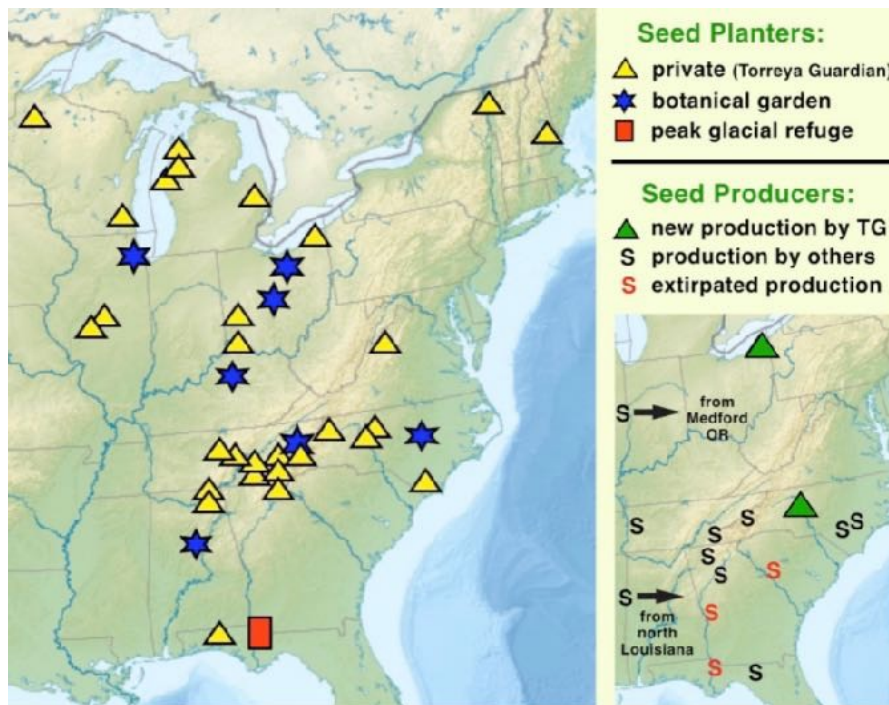 Seed Planters:
private (Torreya Guardian)
botanical garden
peak glacial refuge
Seed Producers:
new production by TG
S production by others
S extirpated production
S
from
Medford
OR
S
S
S
S
S
S
S
S
S
S
S
from
north
Louisiana
S
S